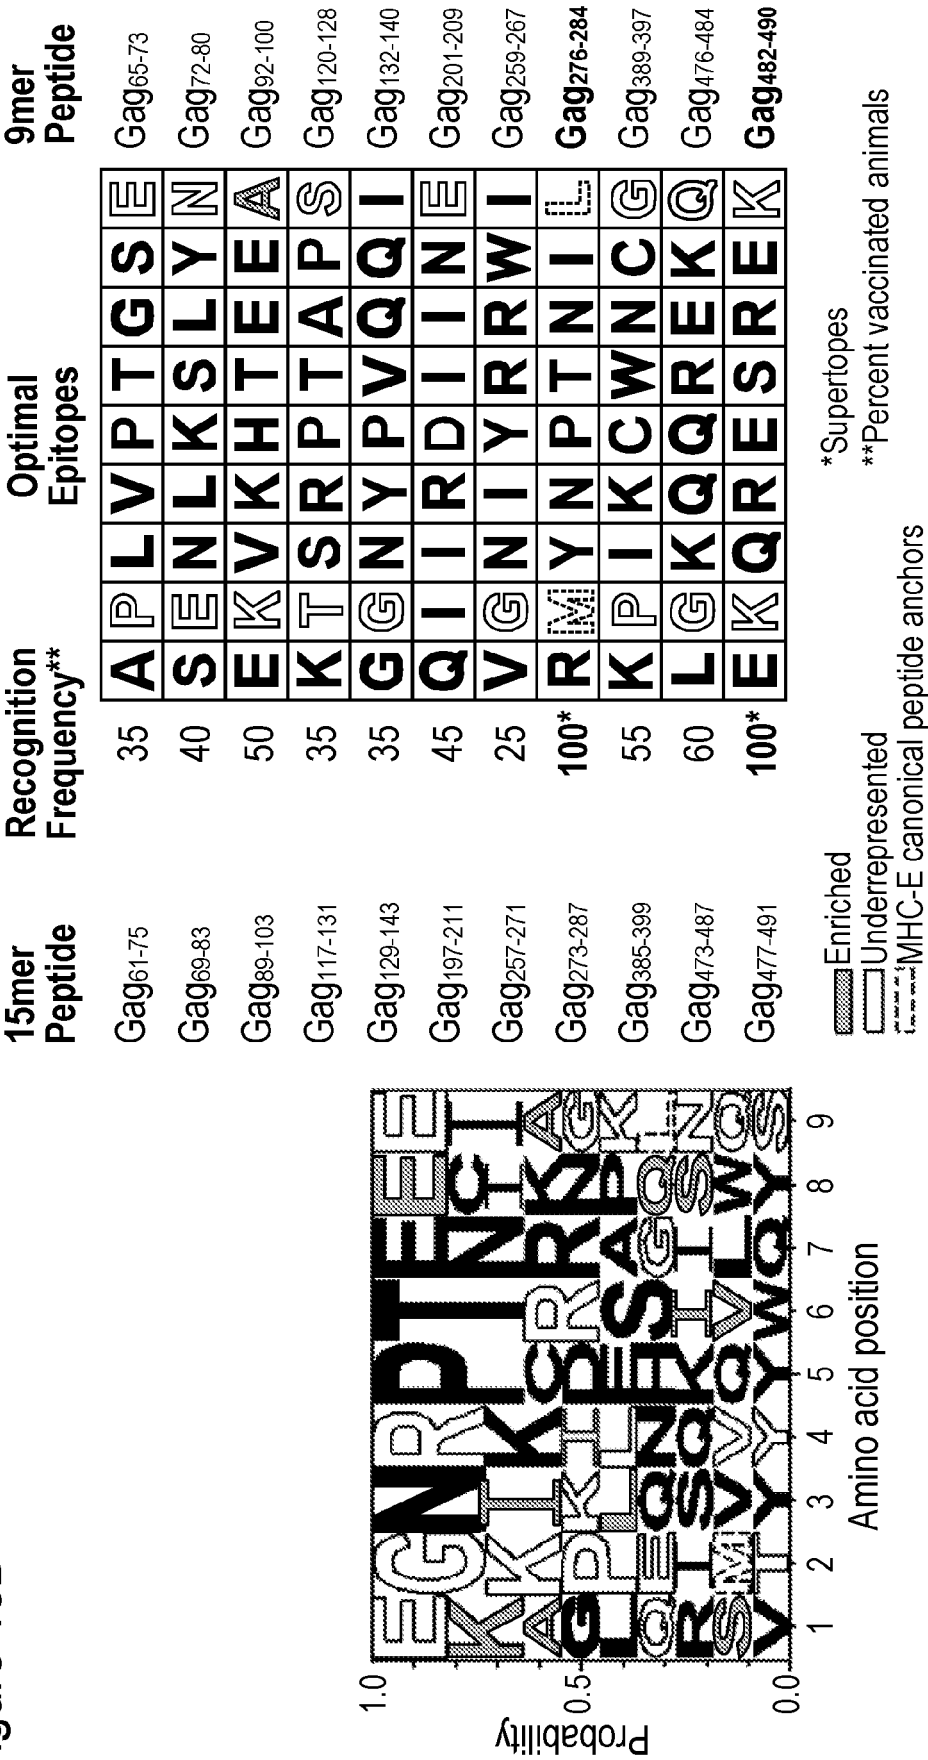 15mer Peptide
Recognition Frequency**
Optimal Epitopes
9mer Peptide
Gag61-75 35 A P L V P T G S E Gag65-73
Gag69-83 40 S E N L K S L Y N Gag72-80
Gag89-103 50 E K V K H T E E A Gag92-100
Gag117-131 35 K T S R P T A P S Gag120-128
Gag129-143 35 G G N Y P V Q Q I Gag132-140
Gag197-211 45 Q I I R D I I N E Gag201-209
Gag257-271 25 V G N I Y R R W I Gag259-267
Gag273-287 100* R M Y N P T N I L Gag276-284
Gag385-399 55 K P I K C W N C G Gag389-397
Gag473-487 60 L G K Q Q R E K Q Gag476-484
Gag477-491 100* E K Q R E S R E K Gag482-490
Enriched
Underrepresented
MHC-E canonical peptide anchors
*Supertopes
**Percent vaccinated animals
Probability
1.0
0.5
0.0
E K A G L Q R S V
G K P E I M T
N I K L Q S V Y
R K I L N Q V Y
P C D E H K Q Y
T R S I V W
E N R A G I L Q
E C I K N P Q S W Y
E I A G K L N Q S
1 2 3 4 5 6 7 8 9
Amino acid position